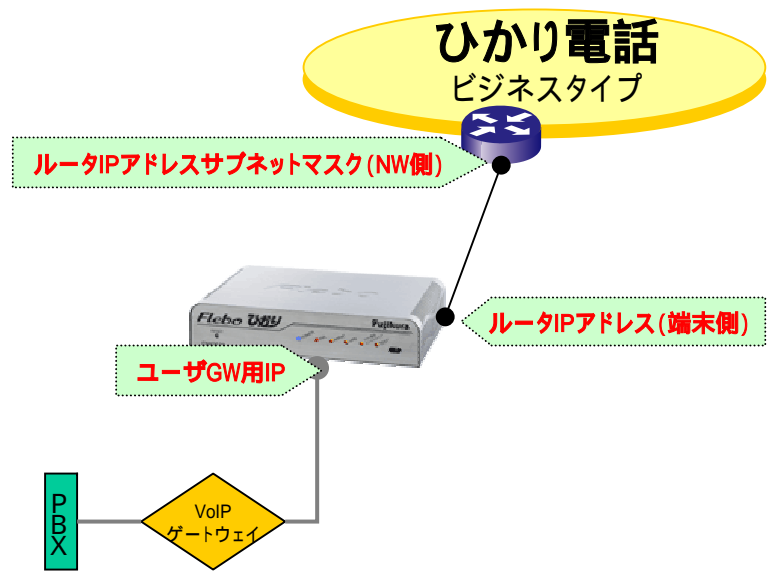 ひかり電話
ビジネスタイプ
ルータIPアドレスサブネットマスク(NW側)
Flebo ひかり
Fujikura
ルータIPアドレス(端末側)
ユーザGW用IP
PBX
VoIP
ゲートウェイ